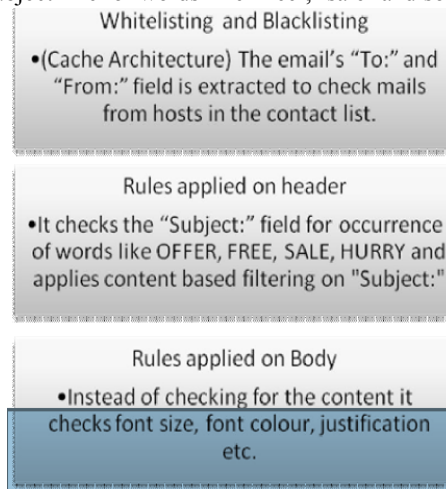 Whitelisting and Blacklisting
•(Cache Architecture) The email's “To:” and
“From:” field is extracted to check mails
from hosts in the contact list.
Rules applied on header
•It checks the “Subject:” field for occurrence
of words like OFFER, FREE, SALE, HURRY and
applies content based filtering on "Subject:"
Rules applied on Body
•Instead of checking for the content it
checks font size, font colour, justification
etc.